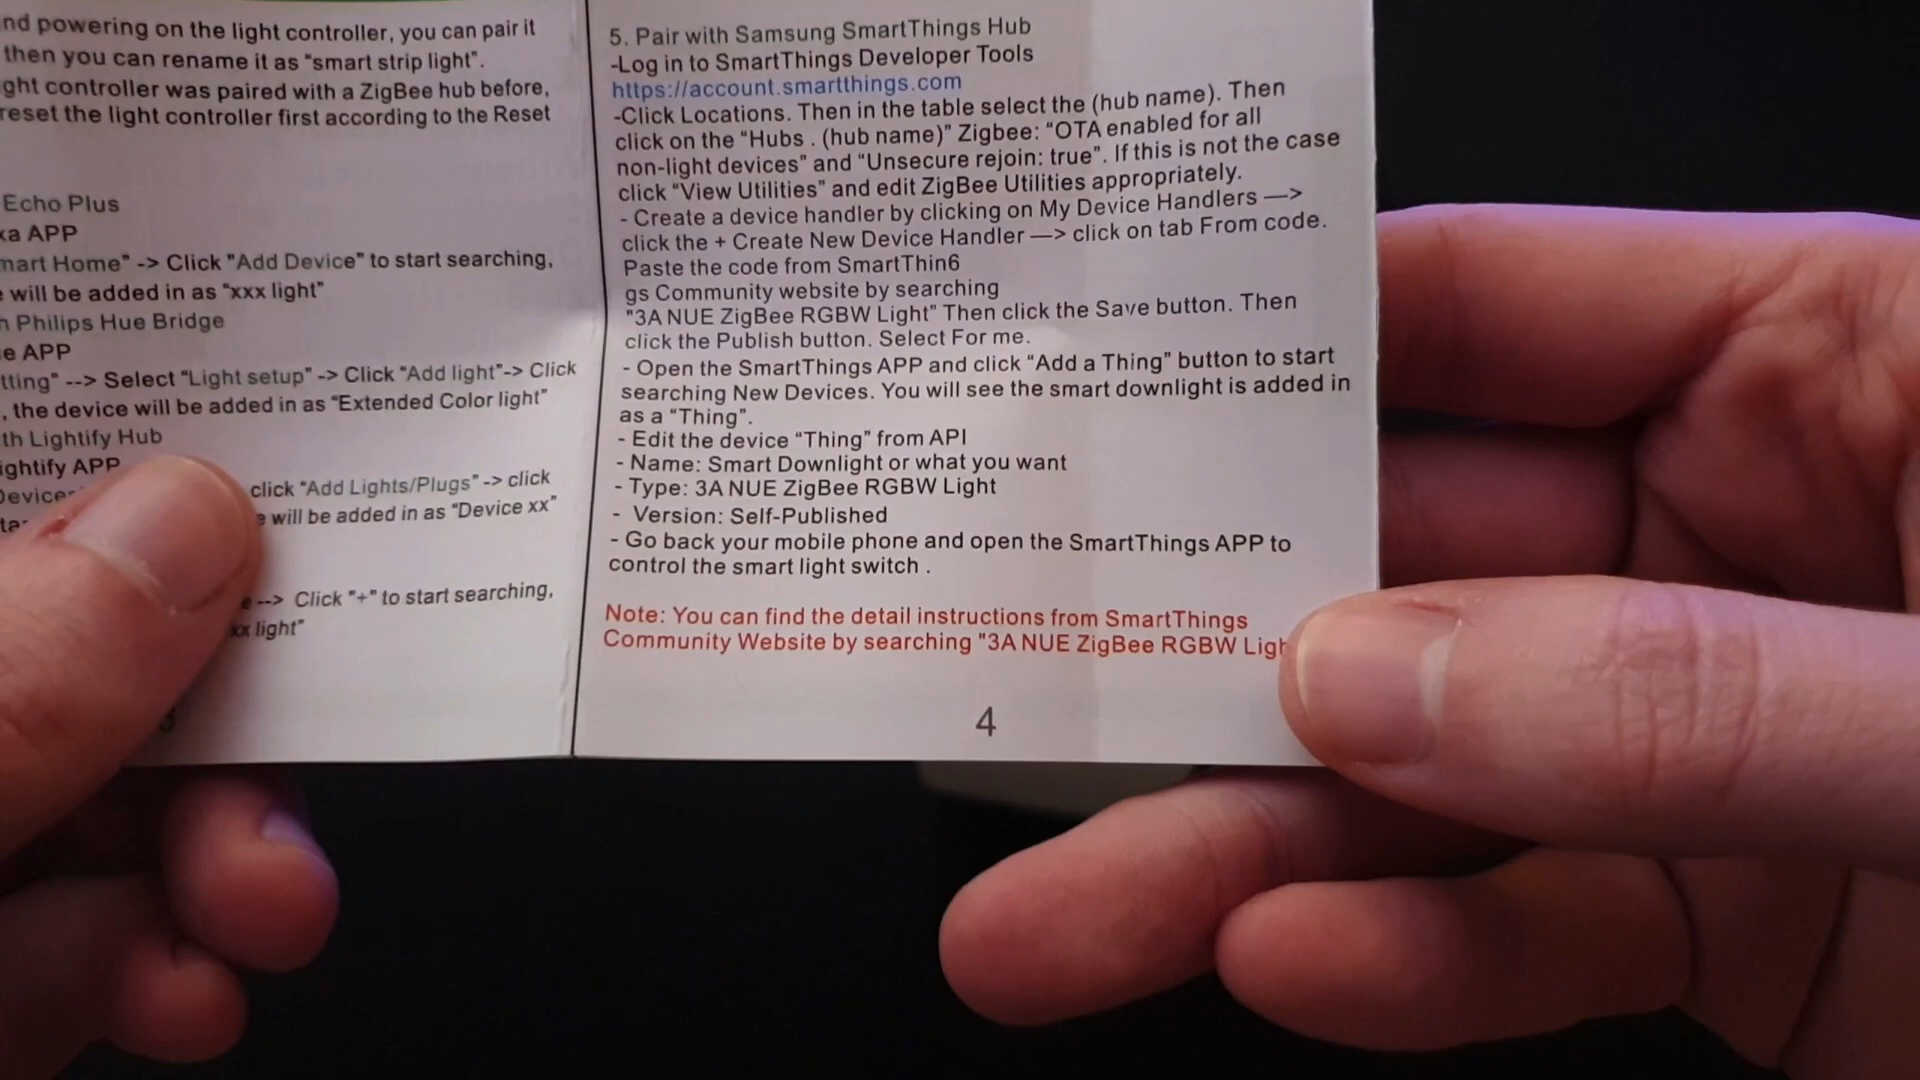 nd powering on the light controller, you can pair it
then you can rename it as "smart strip light".
ght controller was paired with a ZigBee hub before,
reset the light controller first according to the Reset
Echo Plus
xa APP
mart Home" -> Click "Add Device" to start searching,
e will be added in as "xxx light"
h Philips Hue Bridge
e APP
tting" --> Select "Light setup" -> Click "Add light"-> Click
, the device will be added in as "Extended Color light"
th Lightify Hub
ightify APP
Device click "Add Lights/Plugs" -> click
e will be added in as "Device xx"
e --> Click "+" to start searching,
xx light"
5. Pair with Samsung SmartThings Hub
-Log in to SmartThings Developer Tools
https://account.smartthings.com
-Click Locations. Then in the table select the (hub name). Then
click on the "Hubs . (hub name)" Zigbee: "OTA enabled for all
non-light devices" and "Unsecure rejoin: true". If this is not the case
click "View Utilities" and edit ZigBee Utilities appropriately.
- Create a device handler by clicking on My Device Handlers —>
click the + Create New Device Handler —> click on tab From code.
Paste the code from SmartThin6
gs Community website by searching
"3A NUE ZigBee RGBW Light" Then click the Save button. Then
click the Publish button. Select For me.
- Open the SmartThings APP and click "Add a Thing" button to start
searching New Devices. You will see the smart downlight is added in
as a "Thing".
- Edit the device "Thing" from API
- Name: Smart Downlight or what you want
- Type: 3A NUE ZigBee RGBW Light
- Version: Self-Published
- Go back your mobile phone and open the SmartThings APP to
control the smart light switch .
Note: You can find the detail instructions from SmartThings
Community Website by searching "3A NUE ZigBee RGBW Ligh
4